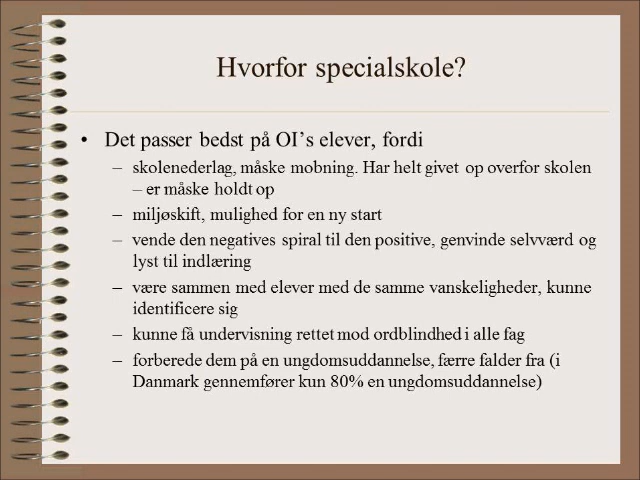 Hvorfor specialskole?
• Det passer bedst på OI’s elever, fordi
– skolenederlag, måske mobning. Har helt givet op overfor skolen
– er måske holdt op
– miljøskift, mulighed for en ny start
– vende den negatives spiral til den positive, genvinde selvværd og
lyst til indlæring
– være sammen med elever med de samme vanskeligheder, kunne
identificere sig
– kunne få undervisning rettet mod ordblindhed i alle fag
– forberede dem på en ungdomsuddannelse, færre falder fra (i
Danmark gennemfører kun 80% en ungdomsuddannelse)